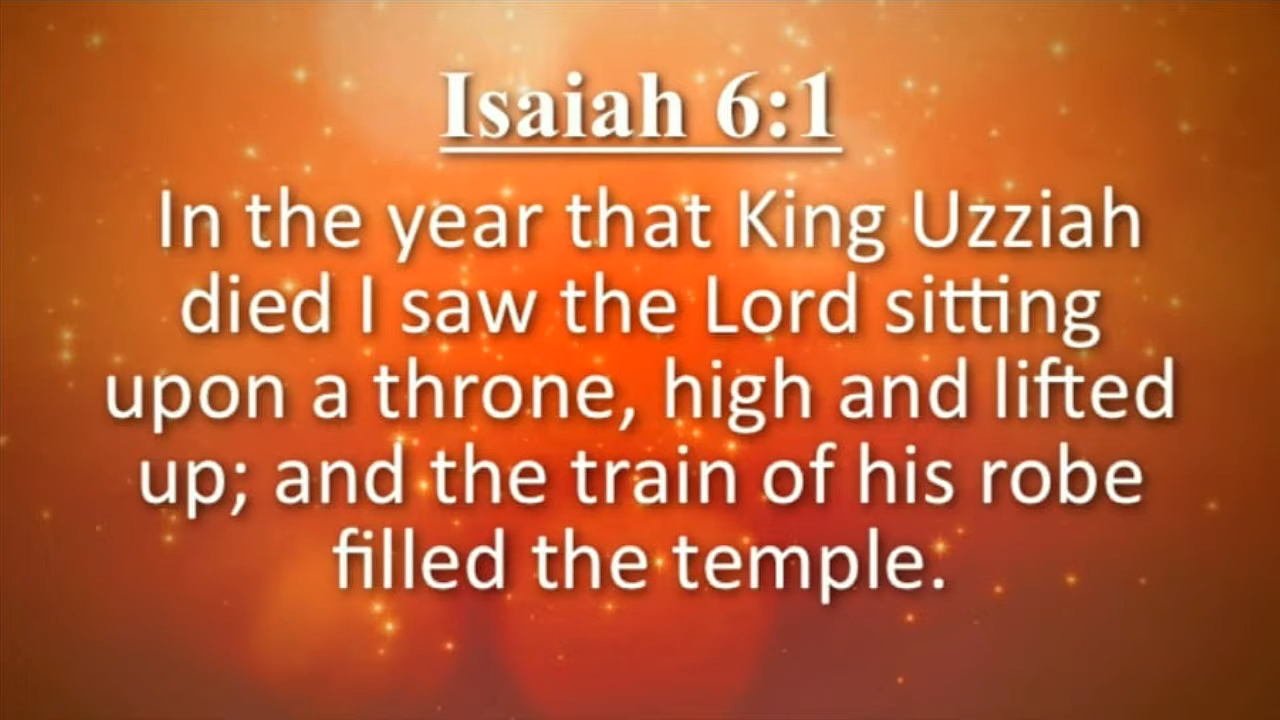 Isaiah 6:1
In the year that King Uzziah
died I saw the Lord sitting
upon a throne, high and lifted
up; and the train of his robe
filled the temple.